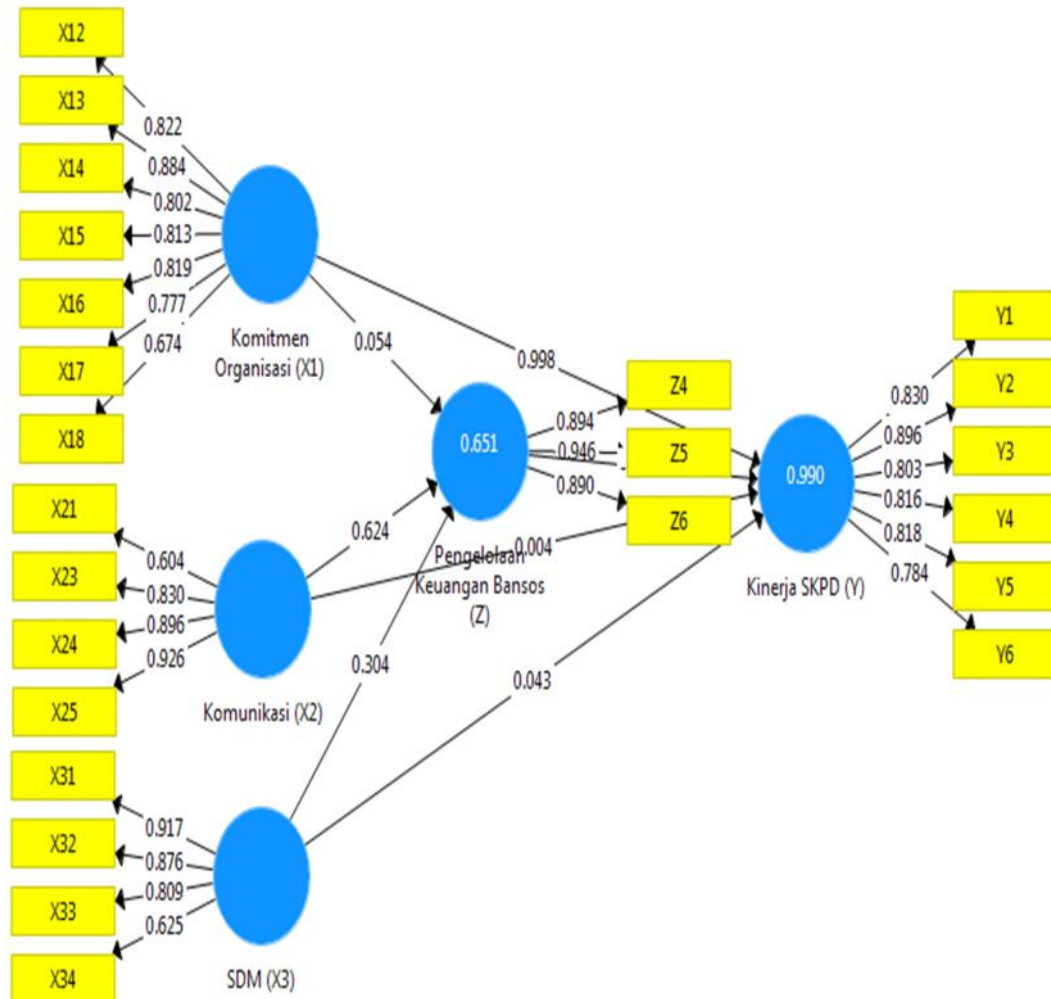 X12
X13
X14
X15
X16
X17
X18
0.822
0.884
0.802
0.813
0.819
0.777
0.674
Komitmen
Organisasi (X1)
0.054
0.998
X21
X23
X24
X25
0.604
0.830
0.896
0.926
Komunikasi (X2)
0.624
0.004
X31
X32
X33
X34
0.917
0.876
0.809
0.625
SDM (X3)
0.304
0.043
0.651
Pengelolaan
Keuangan Bansos
(Z)
0.894
0.946
0.890
Z4
Z5
Z6
0.990
Kinerja SKPD (Y)
0.830
0.896
0.803
0.816
0.818
0.784
Y1
Y2
Y3
Y4
Y5
Y6